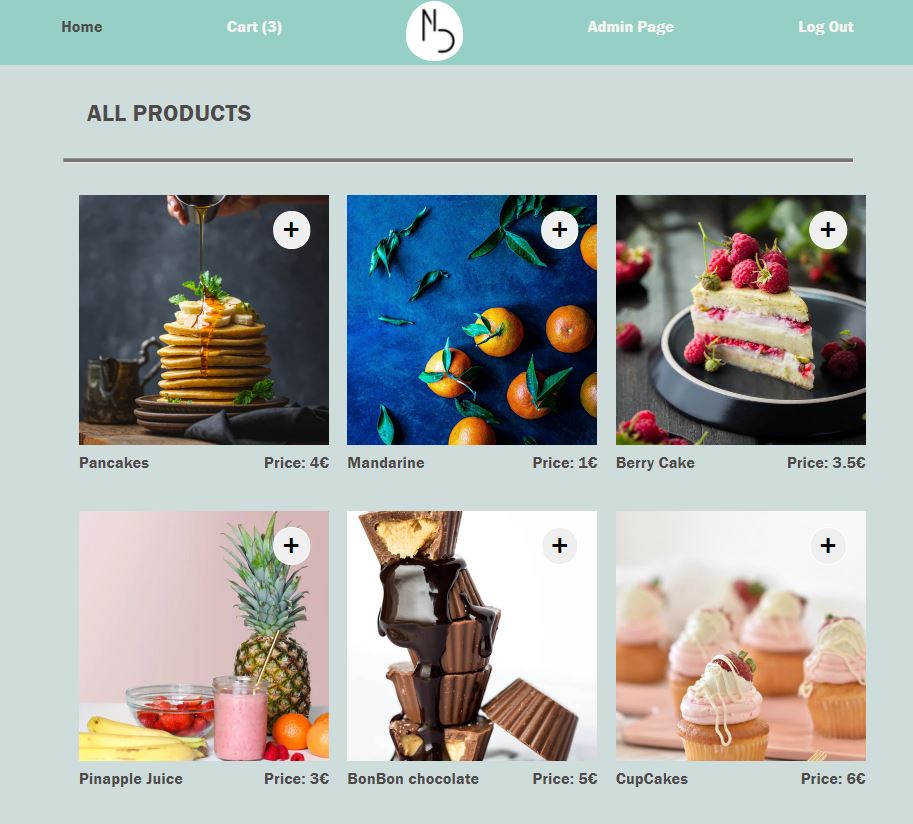 Home Cart (3) Admin Page Log Out
ALL PRODUCTS
Pancakes Price: 4€ Mandarine Price: 1€ Berry Cake Price: 3.5€
Pinapple Juice Price: 3€ BonBon chocolate Price: 5€ CupCakes Price: 6€